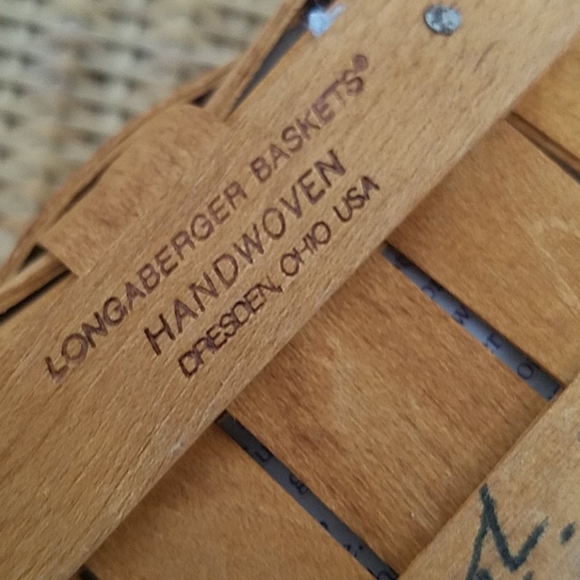 LONGABERGER BASKETS®
HANDWOVEN
DRESDEN, OHIO USA